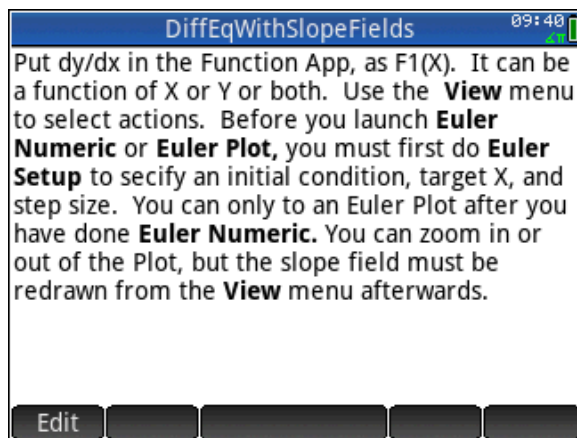 DiffEqWithSlopeFields
09:40
∠π
Put dy/dx in the Function App, as F1(X). It can be
a function of X or Y or both. Use the View menu
to select actions. Before you launch Euler
Numeric or Euler Plot, you must first do Euler
Setup to secify an initial condition, target X, and
step size. You can only to an Euler Plot after you
have done Euler Numeric. You can zoom in or
out of the Plot, but the slope field must be
redrawn from the View menu afterwards.
Edit